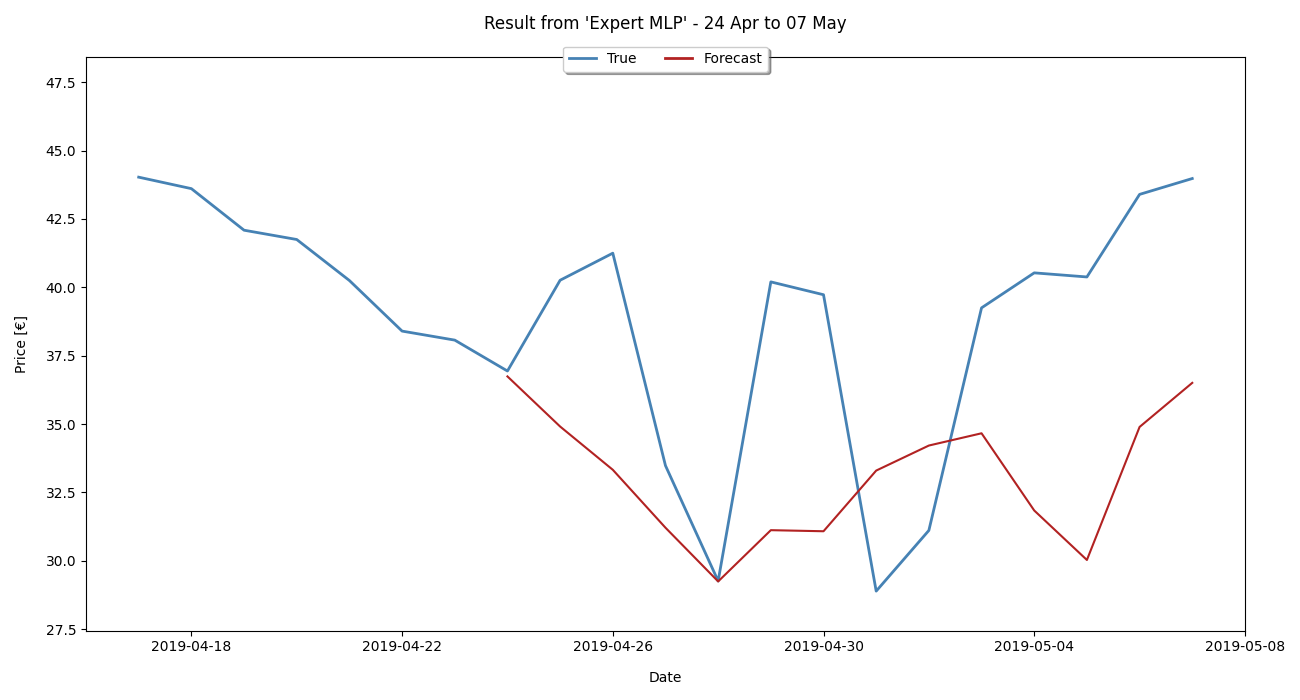 Result from 'Expert MLP' - 24 Apr to 07 May
True Forecast
47.5
45.0
42.5
40.0
37.5
35.0
32.5
30.0
27.5
Price [€]
2019-04-18 2019-04-22 2019-04-26 2019-04-30 2019-05-04 2019-05-08
Date